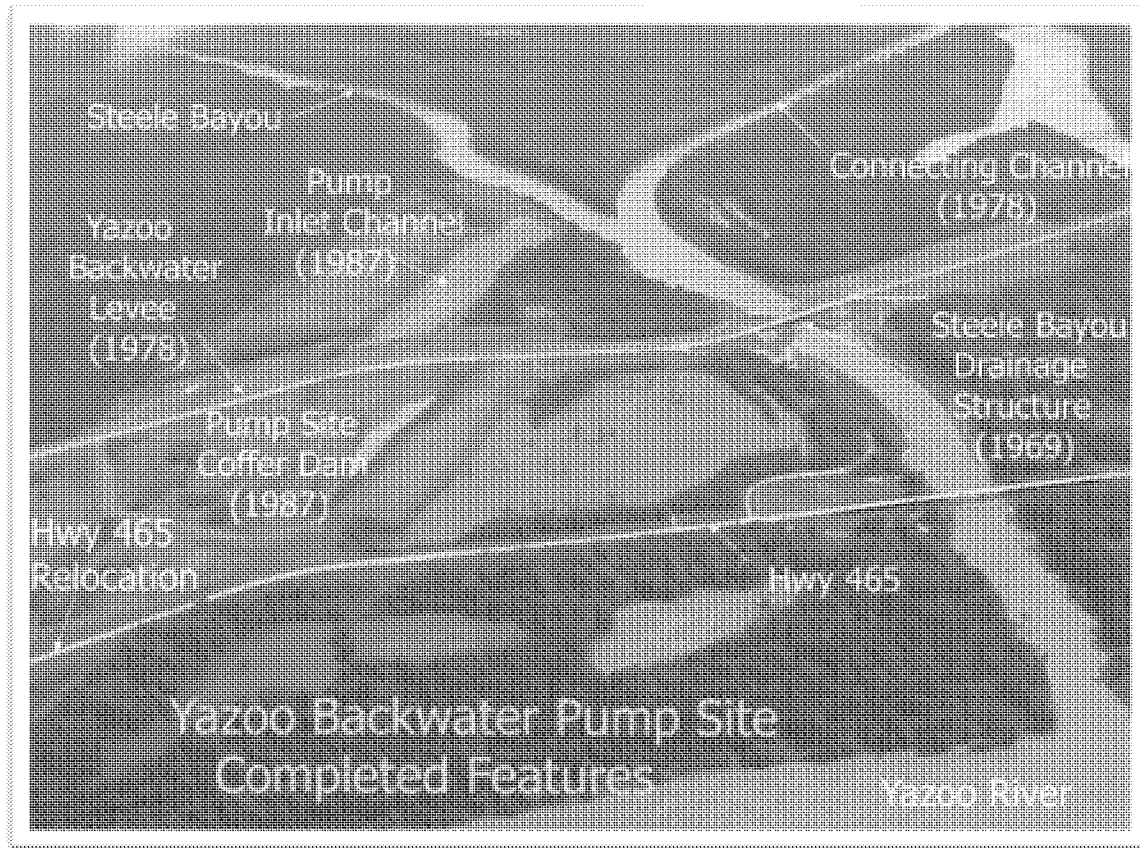 Steele Bayou
Connecting Channel
(1978)
Pump
Inlet Channel
(1987)
Yazoo
Backwater
Levee
(1978)
Steele Bayou
Drainage
Structure
(1969)
Pump Site
Coffer Dam
(1987)
Hwy 465
Relocation
Hwy 465
Yazoo Backwater Pump Site
Completed Features
Yazoo River